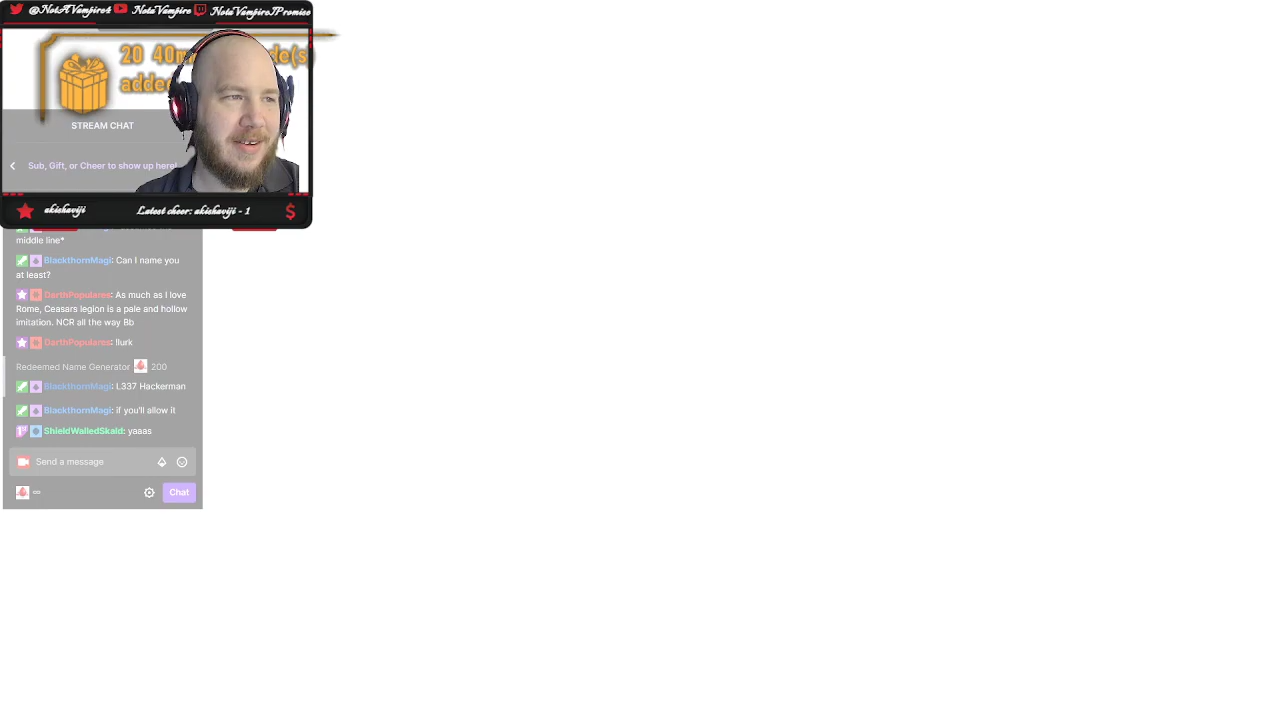 @NotAVampire4 NotaVampire NotaVampireIPromise
20 40m
adde
STREAM CHAT
Sub, Gift, or Cheer to show up here!
akishaviji Latest cheer: akishaviji - 1 $
middle line*
BlackthornMagi: Can I name you
at least?
DarthPopulares: As much as I love
Rome, Ceasars legion is a pale and hollow
imitation. NCR all the way Bb
DarthPopulares: !lurk
Redeemed Name Generator 200
BlackthornMagi: L337 Hackerman
BlackthornMagi: if you'll allow it
ShieldWalledSkald: yaaas
Send a message
∞ Chat